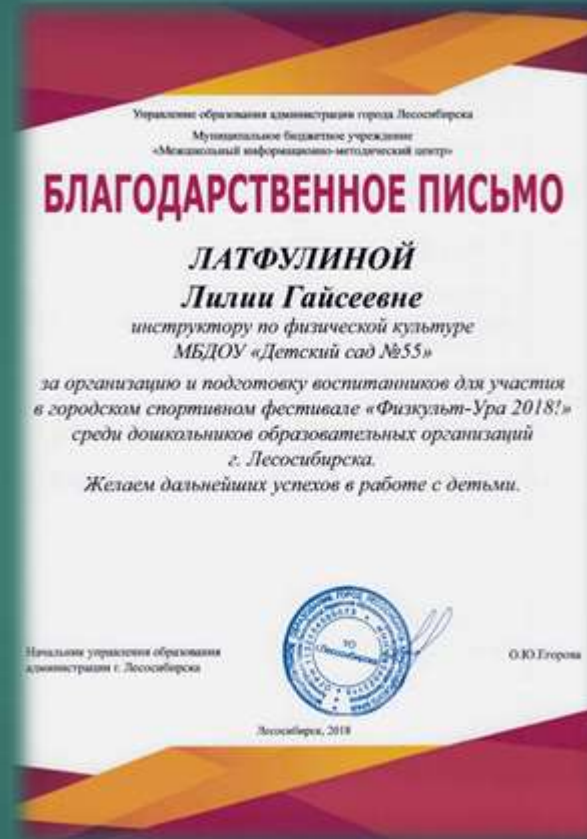 Управление образования администрации города Лесосибирска
Муниципальное бюджетное учреждение
«Межшкольный информационно-методический центр»
БЛАГОДАРСТВЕННОЕ ПИСЬМО
ЛАТФУЛИНОЙ
Лилии Гайсеевне
инструктору по физической культуре
МБДОУ «Детский сад №55»
за организацию и подготовку воспитанников для участия
в городском спортивном фестивале «Физкульт-Ура 2018!»
среди дошкольников образовательных организаций
г. Лесосибирска.
Желаем дальнейших успехов в работе с детьми.
Начальник управления образования
администрации г. Лесосибирска
О.Ю.Егорова
УО
г.Лесосибирска
Лесосибирск, 2018